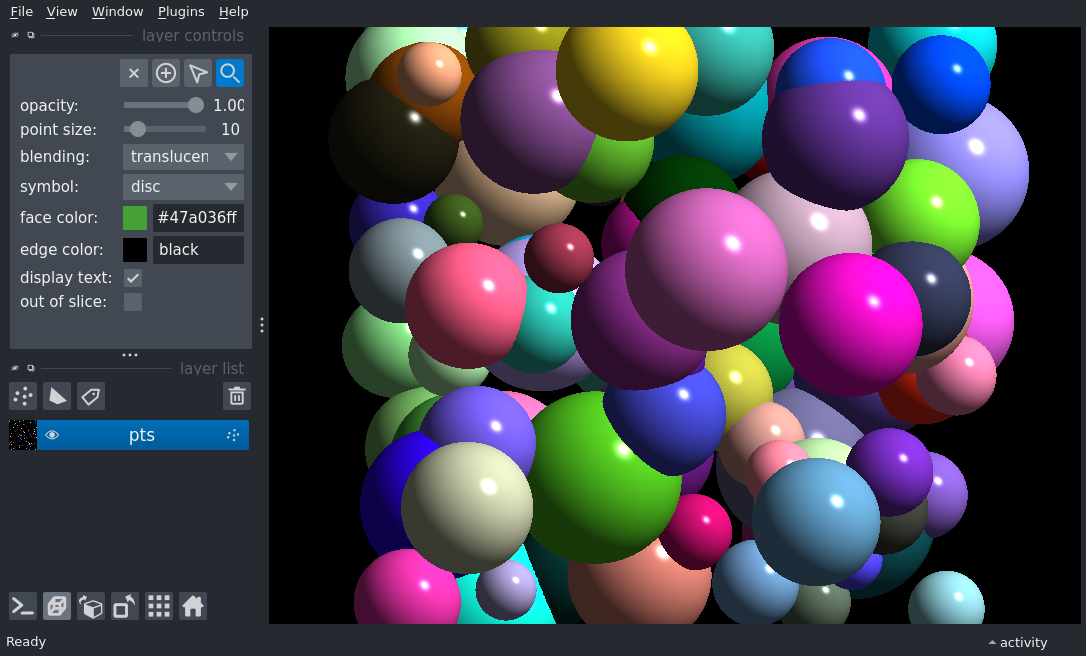 File View Window Plugins Help
layer controls
opacity: 1.00
point size: 10
blending: translucen
symbol: disc
face color: #47a036ff
edge color: black
display text:
out of slice:
layer list
pts
Ready
activity